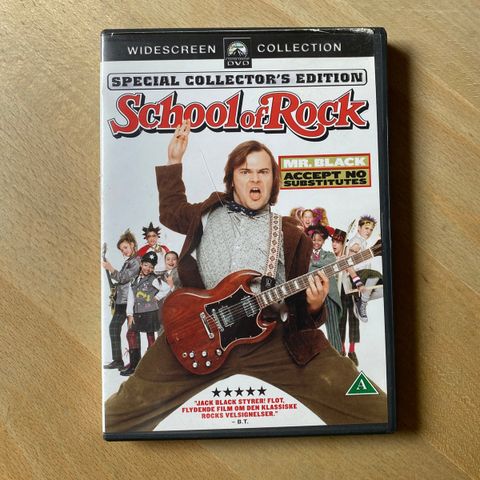 WIDESCREEN DVD COLLECTION
SPECIAL COLLECTOR'S EDITION
School of Rock
MR. BLACK
ACCEPT NO
SUBSTITUTES
A
"JACK BLACK STYRER! FLOT,
FLYDENDE FILM OM DEN KLASSISKE
ROCKS VELSIGNELSER."
– B.T.